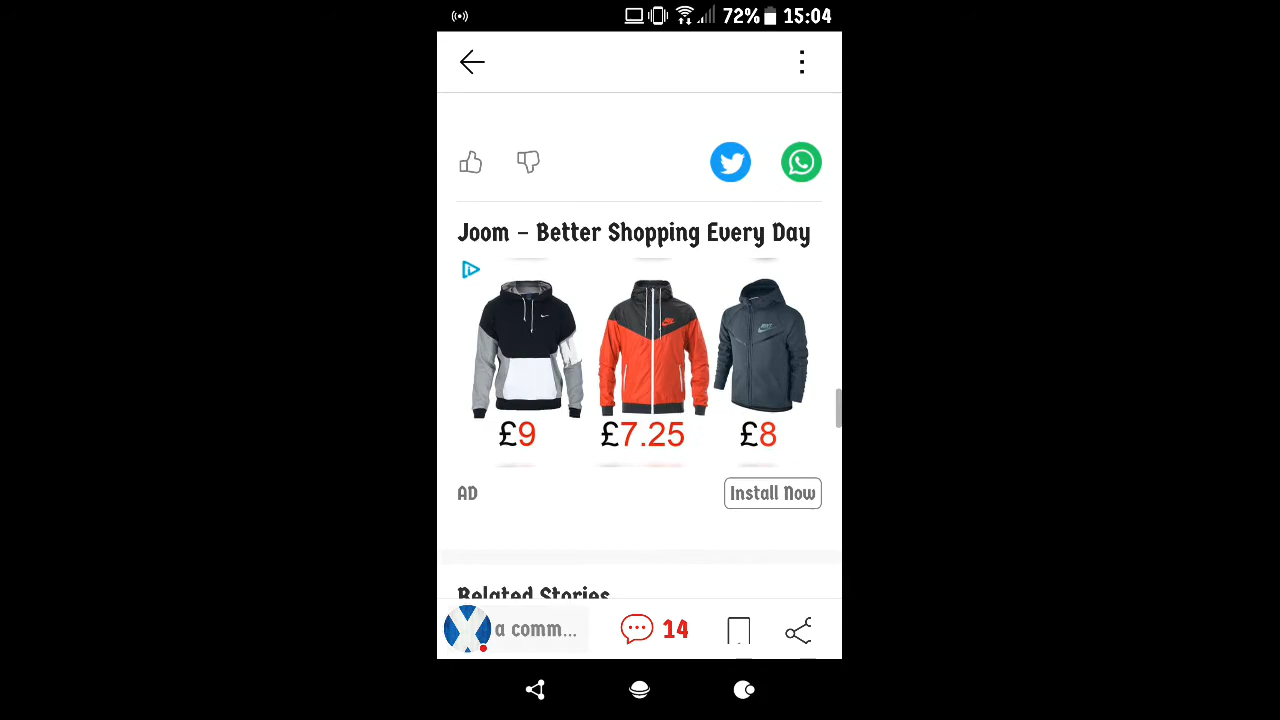 72% 15:04
Joom – Better Shopping Every Day
£9 £7.25 £8
AD Install Now
Related Stories
a comm... 14